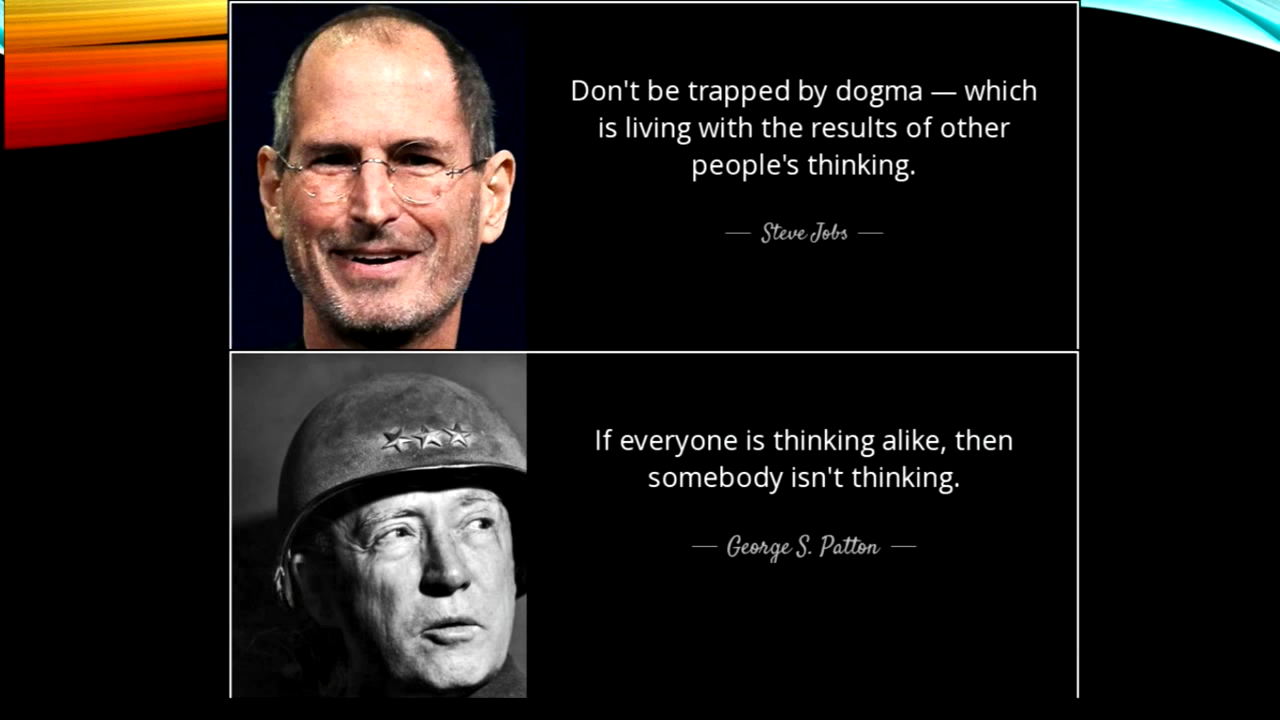 Don't be trapped by dogma — which
is living with the results of other
people's thinking.
— Steve Jobs —
If everyone is thinking alike, then
somebody isn't thinking.
— George S. Patton —